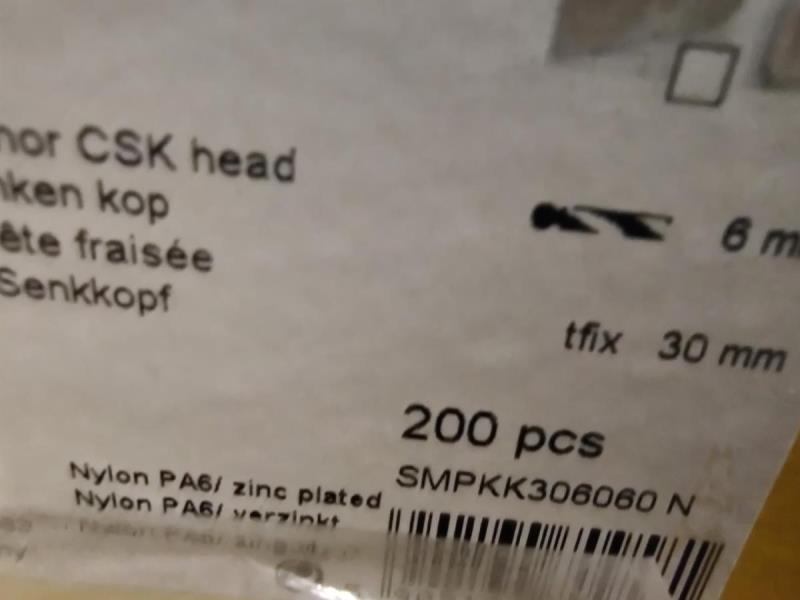 nor CSK head
nken kop
ête fraisée
Senkkopf
6 m
tfix 30 mm
200 pcs
SMPKK306060 N
Nylon PA6/ zinc plated
Nylon PA6/ verzinkt